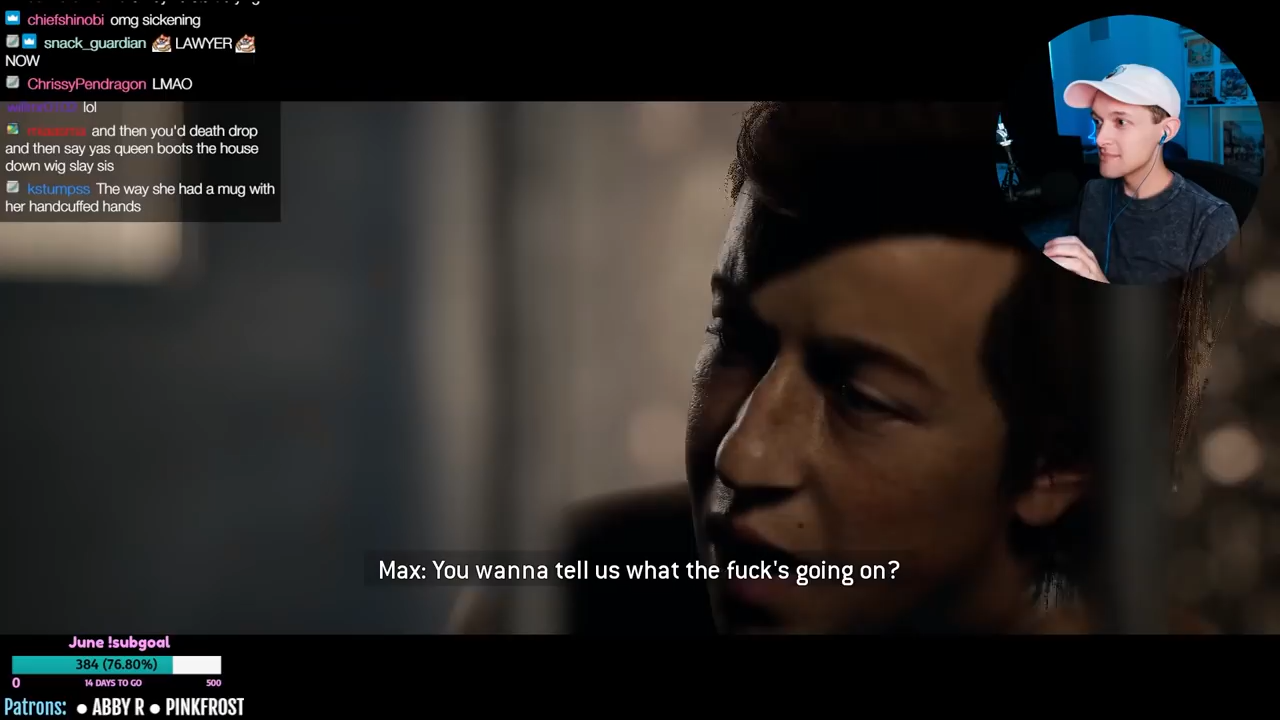 chiefshinobi omg sickening
snack_guardian LAWYER
NOW
ChrissyPendragon LMAO
lol
and then you'd death drop
and then say yas queen boots the house
down wig slay sis
kstumpss The way she had a mug with
her handcuffed hands
Max: You wanna tell us what the fuck's going on?
June !subgoal
384 (76.80%)
0 14 DAYS TO GO 500
Patrons: ● ABBY R ● PINKFROST